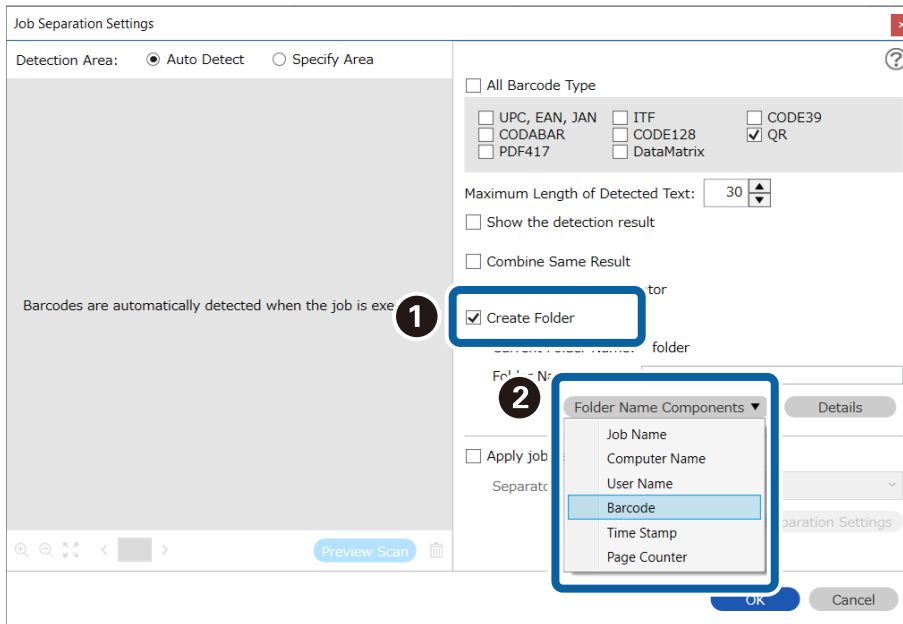 Job Separation Settings
Detection Area: Auto Detect Specify Area
All Barcode Type
UPC, EAN, JAN ITF CODE39
CODABAR CODE128 QR
PDF417 DataMatrix
Maximum Length of Detected Text: 30
Show the detection result
Combine Same Result
Barcodes are automatically detected when the job is
1
Create Folder
folder
2
Folder Name Components Details
Job Name
Apply job
Computer Name
User Name
Barcode
Time Stamp
Page Counter
Settings
Preview Scan
OK Cancel